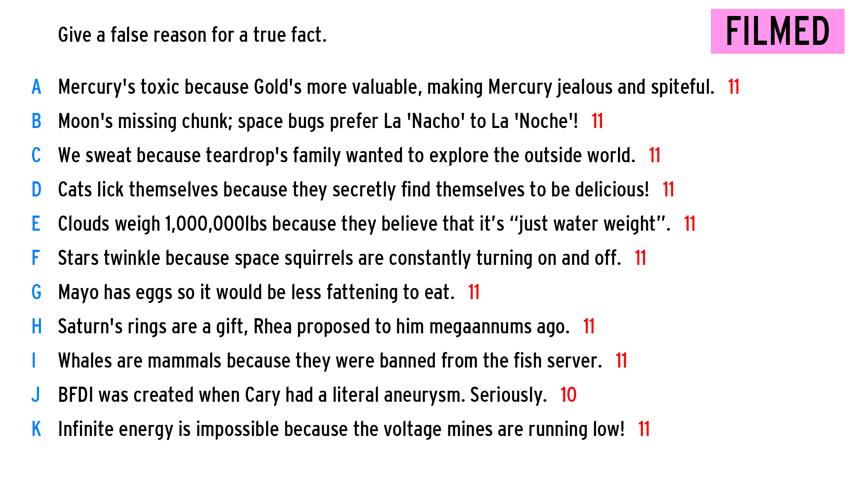 Give a false reason for a true fact.
FILMED
A Mercury's toxic because Gold's more valuable, making Mercury jealous and spiteful. 11
B Moon's missing chunk; space bugs prefer La 'Nacho' to La 'Noche'! 11
C We sweat because teardrop's family wanted to explore the outside world. 11
D Cats lick themselves because they secretly find themselves to be delicious! 11
E Clouds weigh 1,000,000lbs because they believe that it’s “just water weight”. 11
F Stars twinkle because space squirrels are constantly turning on and off. 11
G Mayo has eggs so it would be less fattening to eat. 11
H Saturn's rings are a gift, Rhea proposed to him megaannums ago. 11
I Whales are mammals because they were banned from the fish server. 11
J BFDI was created when Cary had a literal aneurysm. Seriously. 10
K Infinite energy is impossible because the voltage mines are running low! 11